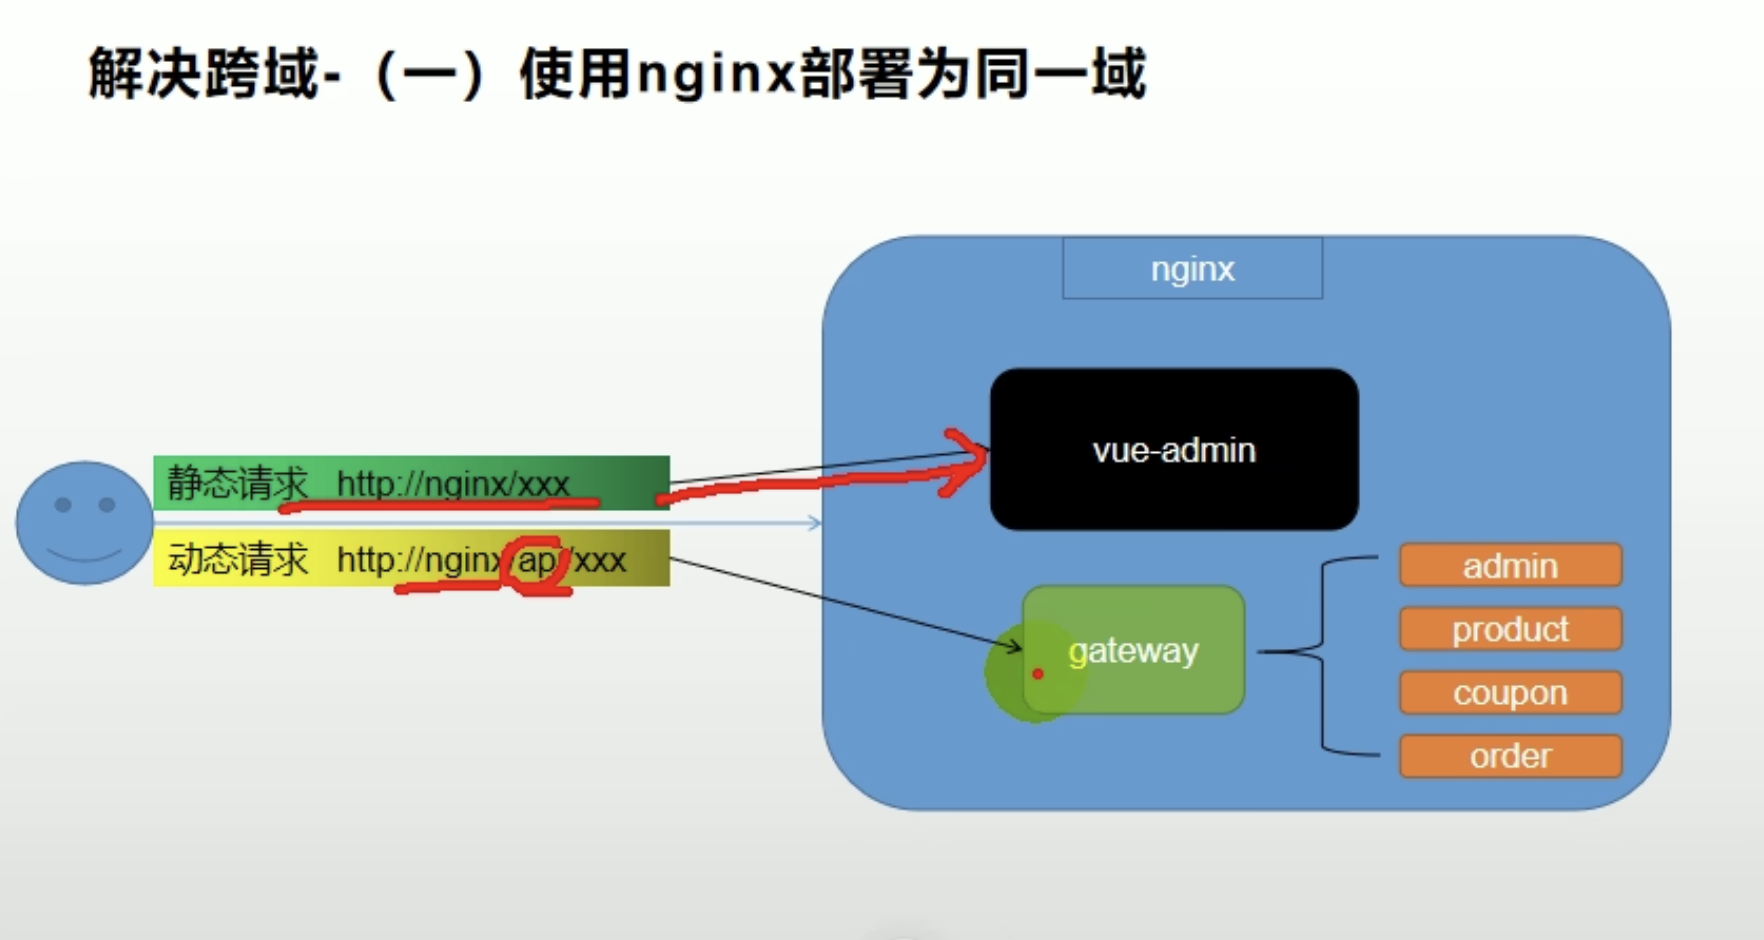 解决跨域-（一）使用nginx部署为同一域
nginx
vue-admin
静态请求 http://nginx/xxx
动态请求 http://nginx/api/xxx
gateway
admin
product
coupon
order